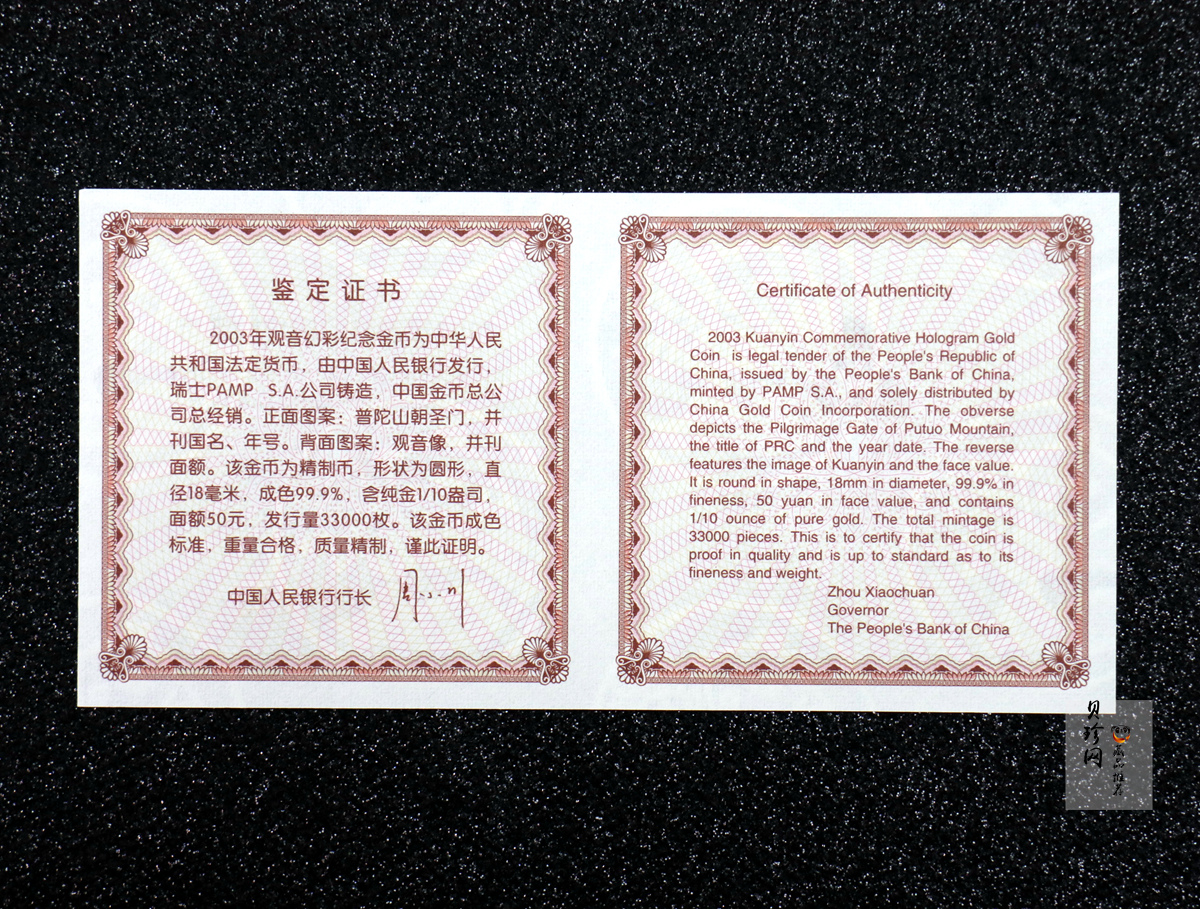 鉴定证书
2003年观音幻彩纪念金币为中华人民
共和国法定货币，由中国人民银行发行，
瑞士PAMP S.A.公司铸造，中国金币总公
司总经销。正面图案：普陀山朝圣门，并
刊国名、年号。背面图案：观音像，并刊
面额。该金币为精制币，形状为圆形，直
径18毫米，成色99.9%，含纯金1/10盎司，
面额50元，发行量33000枚。该金币成色
标准，重量合格，质量精制，谨此证明。
中国人民银行行长 周小川
Certificate of Authenticity
2003 Kuanyin Commemorative Hologram Gold
Coin is legal tender of the People's Republic of
China, issued by the People's Bank of China,
minted by PAMP S.A., and solely distributed by
China Gold Coin Incorporation. The obverse
depicts the Pilgrimage Gate of Putuo Mountain,
the title of PRC and the year date. The reverse
features the image of Kuanyin and the face value.
It is round in shape, 18mm in diameter, 99.9% in
fineness, 50 yuan in face value, and contains
1/10 ounce of pure gold. The total mintage is
33000 pieces. This is to certify that the coin is
proof in quality and is up to standard as to its
fineness and weight.
Zhou Xiaochuan
Governor
The People's Bank of China
贝珍网